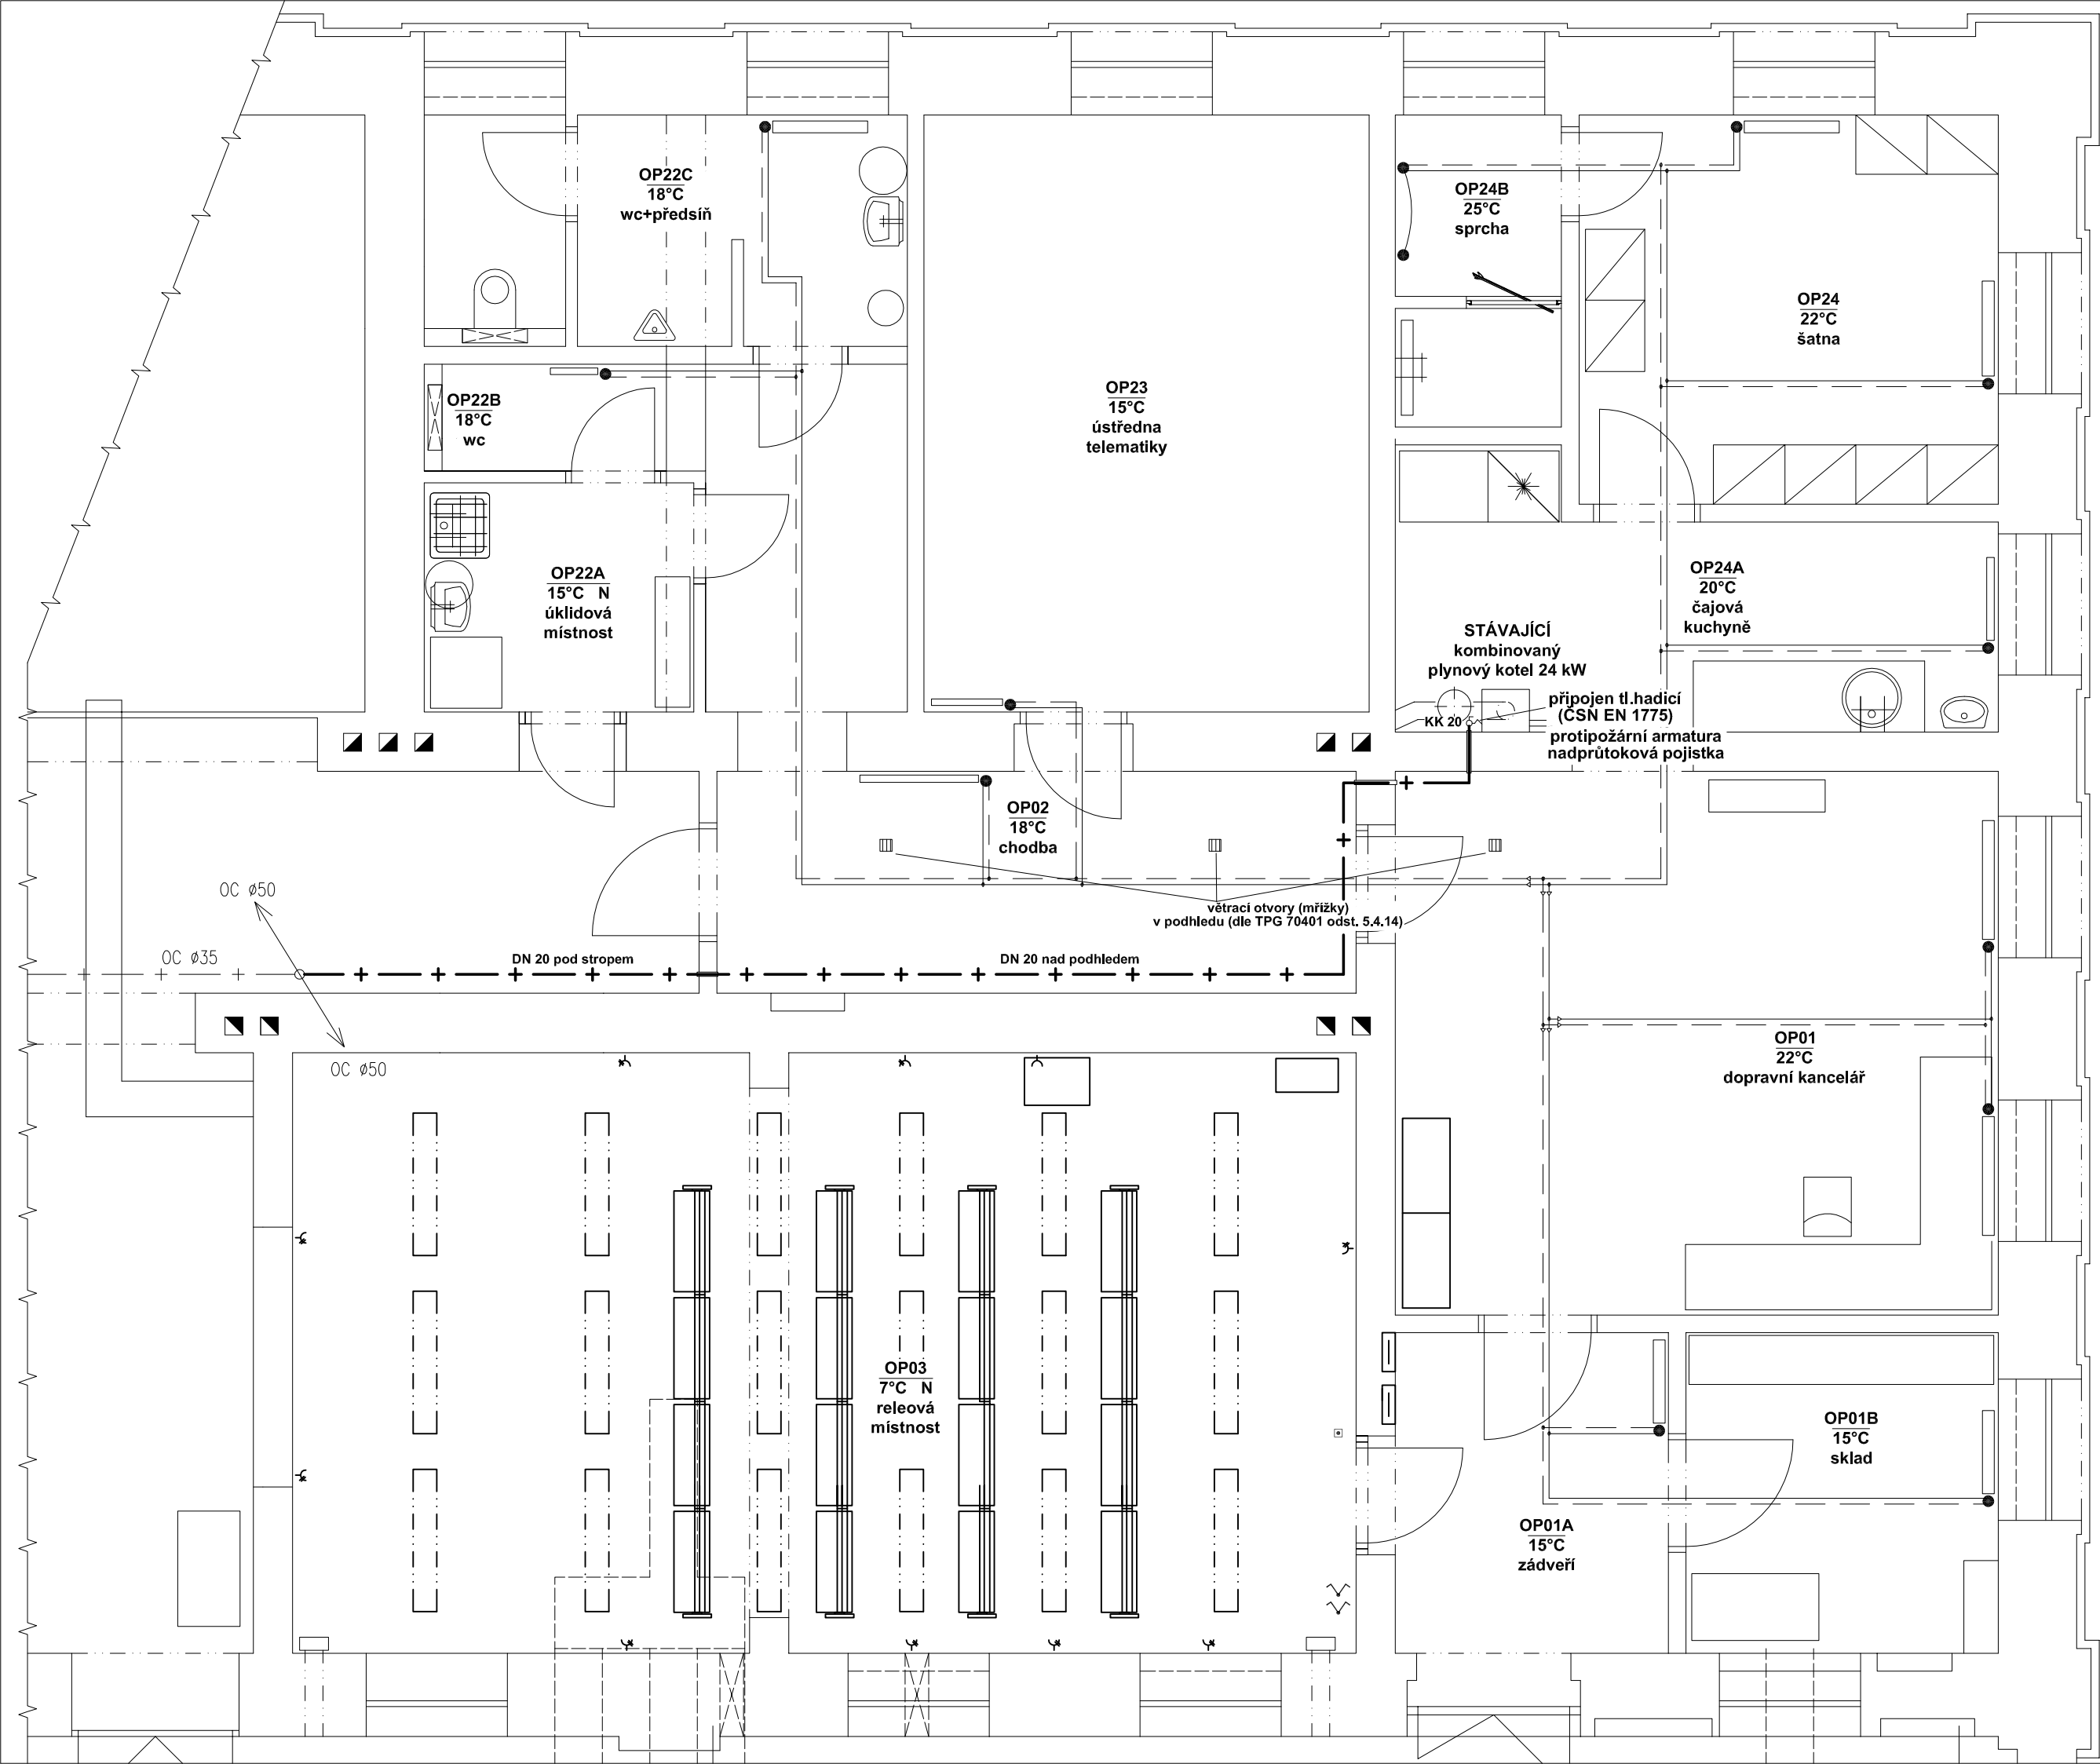 OP22C
18°C
wc+předsíň
OP24B
25°C
sprcha
OP24
22°C
šatna
OP23
15°C
ústředna
telematiky
OP22B
18°C
wc
OP22A
15°C N
úklidová
místnost
OP24A
20°C
čajová
kuchyně
STÁVAJÍCÍ
kombinovaný
plynový kotel 24 kW
připojen tl.hadicí
(ČSN EN 1775)
KK 20
protipožární armatura
nadprůtoková pojistka
OP02
18°C
chodba
větrací otvory (mřížky)
v podhledu (dle TPG 70401 odst. 5.4.14)
OC ø50
OC ø35
DN 20 pod stropem
DN 20 nad podhledem
OC ø50
OP01
22°C
dopravní kancelář
OP03
7°C N
releová
místnost
OP01B
15°C
sklad
OP01A
15°C
zádveří